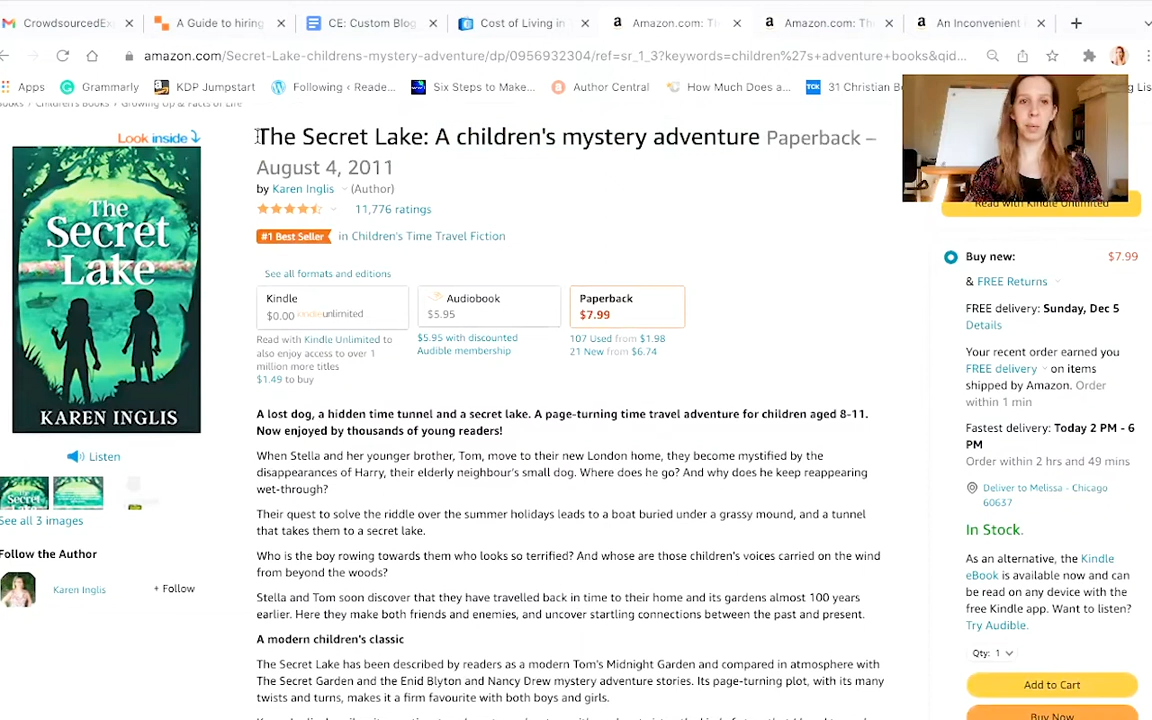 CrowdsourcedEx
A Guide to hiring
CE: Custom Blog
Cost of Living in
Amazon.com: Th
Amazon.com: The
An Inconvenient
amazon.com/Secret-Lake-childrens-mystery-adventure/dp/0956932304/ref=sr_1_3?keywords=children%27s+adventure+books&qid...
Apps
Grammarly
KDP Jumpstart
Following ‹ Reade...
Six Steps to Make...
Author Central
How Much Does a...
31 Christian B
g Lis
Books › Children's Books › Growing Up & Facts of Life
Look inside
The Secret Lake: A children's mystery adventure Paperback –
August 4, 2011
by Karen Inglis (Author)
11,776 ratings
#1 Best Seller in Children's Time Travel Fiction
The
Secret
Lake
KAREN INGLIS
Listen
See all 3 images
Follow the Author
Karen Inglis
+ Follow
See all formats and editions
Kindle
$0.00 kindleunlimited
Audiobook
$5.95
Paperback
$7.99
Read with Kindle Unlimited to
also enjoy access to over 1
million more titles
$1.49 to buy
$5.95 with discounted
Audible membership
107 Used from $1.98
21 New from $6.74
A lost dog, a hidden time tunnel and a secret lake. A page-turning time travel adventure for children aged 8-11.
Now enjoyed by thousands of young readers!
When Stella and her younger brother, Tom, move to their new London home, they become mystified by the
disappearances of Harry, their elderly neighbour's small dog. Where does he go? And why does he keep reappearing
wet-through?
Their quest to solve the riddle over the summer holidays leads to a boat buried under a grassy mound, and a tunnel
that takes them to a secret lake.
Who is the boy rowing towards them who looks so terrified? And whose are those children's voices carried on the wind
from beyond the woods?
Stella and Tom soon discover that they have travelled back in time to their home and its gardens almost 100 years
earlier. Here they make both friends and enemies, and uncover startling connections between the past and present.
A modern children's classic
The Secret Lake has been described by readers as a modern Tom's Midnight Garden and compared in atmosphere with
The Secret Garden and the Enid Blyton and Nancy Drew mystery adventure stories. Its page-turning plot, with its many
twists and turns, makes it a firm favourite with both boys and girls.
Read with Kindle Unlimited
Buy new:
$7.99
& FREE Returns
FREE delivery: Sunday, Dec 5
Details
Your recent order earned you
FREE delivery on items
shipped by Amazon. Order
within 1 min
Fastest delivery: Today 2 PM - 6
PM
Order within 2 hrs and 49 mins
Deliver to Melissa - Chicago
60637
In Stock.
As an alternative, the Kindle
eBook is available now and can
be read on any device with the
free Kindle app. Want to listen?
Try Audible.
Qty: 1
Add to Cart
Buy Now